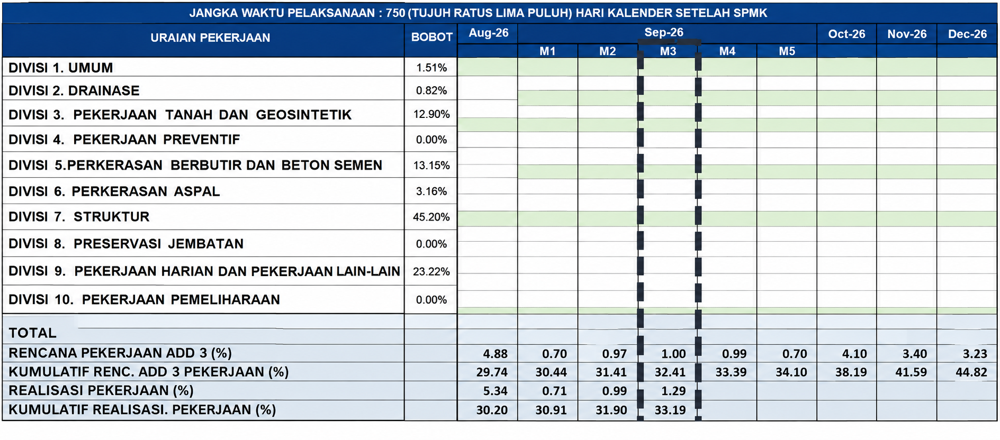 JANGKA WAKTU PELAKSANAAN : 750 (TUJUH RATUS LIMA PULUH) HARI KALENDER SETELAH SPMK
URAIAN PEKERJAAN BOBOT Aug-26 Sep-26 Oct-26 Nov-26 Dec-26
M1 M2 M3 M4 M5
DIVISI 1. UMUM 1.51%
DIVISI 2. DRAINASE 0.82%
DIVISI 3. PEKERJAAN TANAH DAN GEOSINTETIK 12.90%
DIVISI 4. PEKERJAAN PREVENTIF 0.00%
DIVISI 5.PERKERASAN BERBUTIR DAN BETON SEMEN 13.15%
DIVISI 6. PERKERASAN ASPAL 3.16%
DIVISI 7. STRUKTUR 45.20%
DIVISI 8. PRESERVASI JEMBATAN 0.00%
DIVISI 9. PEKERJAAN HARIAN DAN PEKERJAAN LAIN-LAIN 23.22%
DIVISI 10. PEKERJAAN PEMELIHARAAN 0.00%
TOTAL
RENCANA PEKERJAAN ADD 3 (%) 4.88 0.70 0.97 1.00 0.99 0.70 4.10 3.40 3.23
KUMULATIF RENC. ADD 3 PEKERJAAN (%) 29.74 30.44 31.41 32.41 33.39 34.10 38.19 41.59 44.82
REALISASI PEKERJAAN (%) 5.34 0.71 0.99 1.29
KUMULATIF REALISASI. PEKERJAAN (%) 30.20 30.91 31.90 33.19